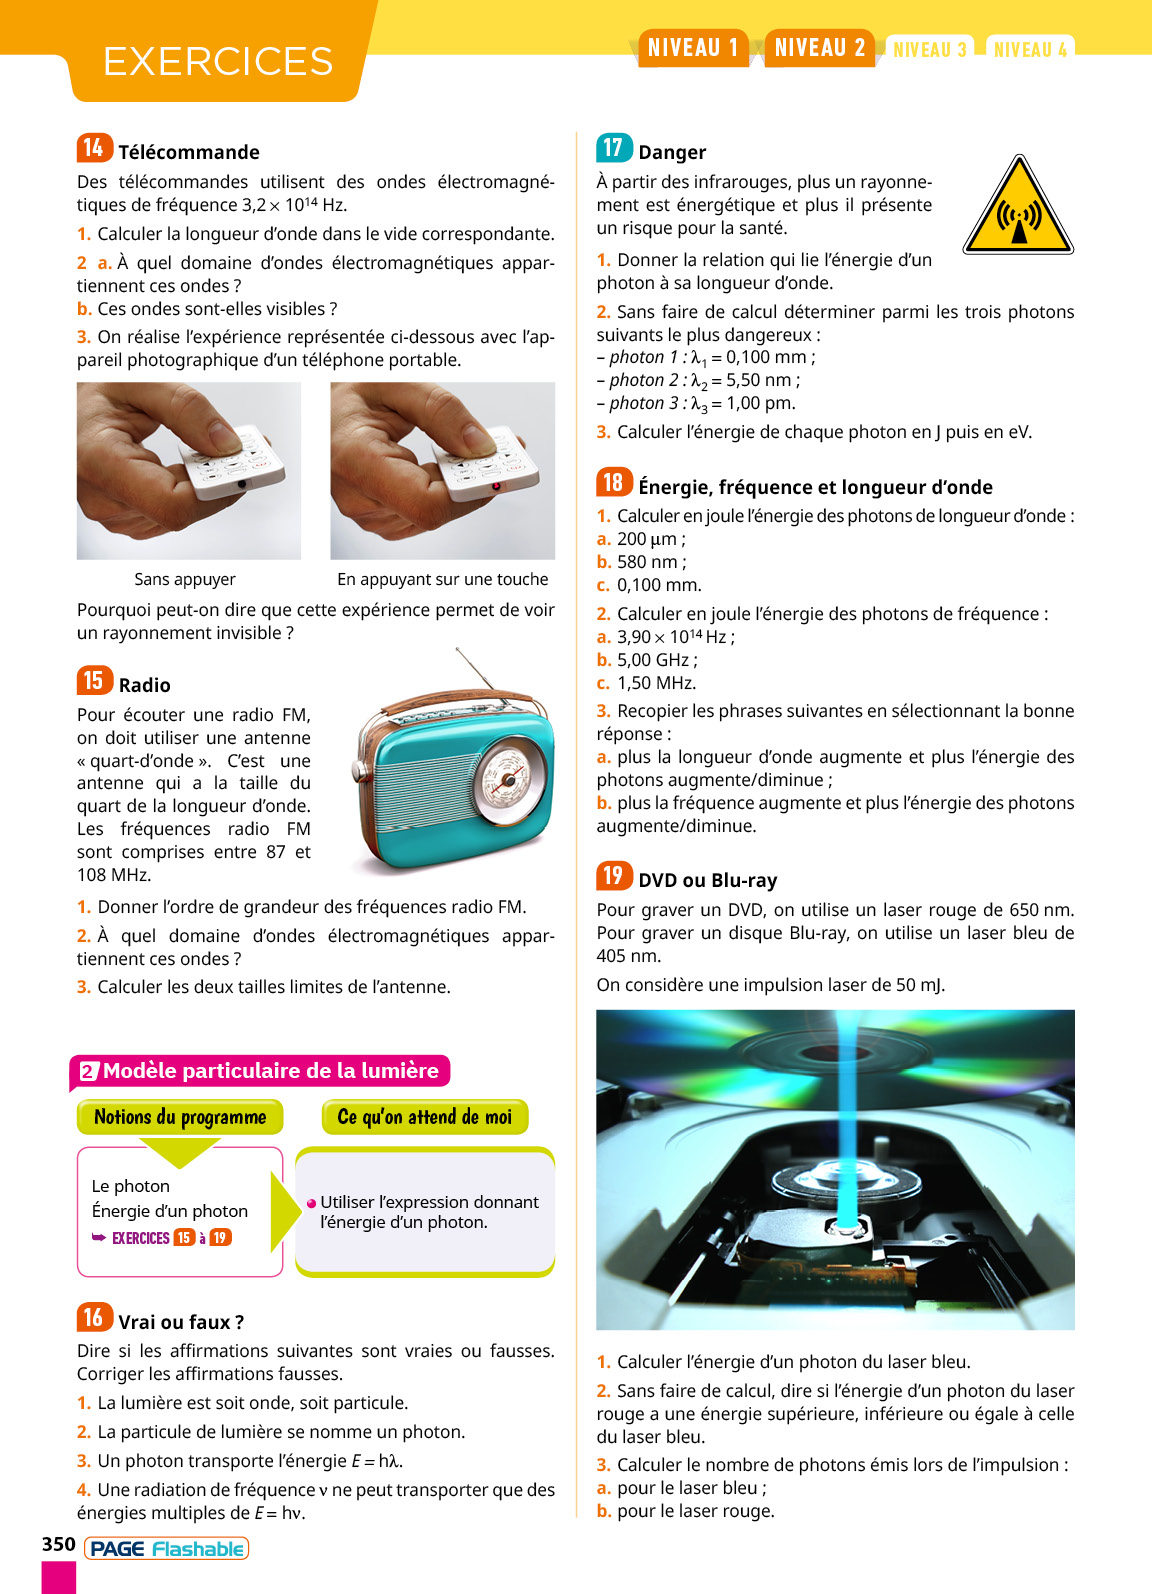 EXERCICES
NIVEAU 1
NIVEAU 2
NIVEAU 3
NIVEAU 4
14 Télécommande
Des télécommandes utilisent des ondes électromagné-
tiques de fréquence 3,2 × 10¹⁴ Hz.
1. Calculer la longueur d’onde dans le vide correspondante.
2 a. À quel domaine d’ondes électromagnétiques appar-
tiennent ces ondes ?
b. Ces ondes sont-elles visibles ?
3. On réalise l’expérience représentée ci-dessous avec l’ap-
pareil photographique d’un téléphone portable.
Sans appuyer
En appuyant sur une touche
Pourquoi peut-on dire que cette expérience permet de voir
un rayonnement invisible ?
15 Radio
Pour écouter une radio FM,
on doit utiliser une antenne
« quart-d’onde ». C’est une
antenne qui a la taille du
quart de la longueur d’onde.
Les fréquences radio FM
sont comprises entre 87 et
108 MHz.
1. Donner l’ordre de grandeur des fréquences radio FM.
2. À quel domaine d’ondes électromagnétiques appar-
tiennent ces ondes ?
3. Calculer les deux tailles limites de l’antenne.
2 Modèle particulaire de la lumière
Notions du programme
Ce qu’on attend de moi
Le photon
Énergie d’un photon
➥ EXERCICES 15 à 19
• Utiliser l’expression donnant
l’énergie d’un photon.
16 Vrai ou faux ?
Dire si les affirmations suivantes sont vraies ou fausses.
Corriger les affirmations fausses.
1. La lumière est soit onde, soit particule.
2. La particule de lumière se nomme un photon.
3. Un photon transporte l’énergie E = hλ.
4. Une radiation de fréquence ν ne peut transporter que des
énergies multiples de E = hν.
17 Danger
À partir des infrarouges, plus un rayonne-
ment est énergétique et plus il présente
un risque pour la santé.
1. Donner la relation qui lie l’énergie d’un
photon à sa longueur d’onde.
2. Sans faire de calcul déterminer parmi les trois photons
suivants le plus dangereux :
– photon 1 : λ₁ = 0,100 mm ;
– photon 2 : λ₂ = 5,50 nm ;
– photon 3 : λ₃ = 1,00 pm.
3. Calculer l’énergie de chaque photon en J puis en eV.
18 Énergie, fréquence et longueur d’onde
1. Calculer en joule l’énergie des photons de longueur d’onde :
a. 200 μm ;
b. 580 nm ;
c. 0,100 mm.
2. Calculer en joule l’énergie des photons de fréquence :
a. 3,90 × 10¹⁴ Hz ;
b. 5,00 GHz ;
c. 1,50 MHz.
3. Recopier les phrases suivantes en sélectionnant la bonne
réponse :
a. plus la longueur d’onde augmente et plus l’énergie des
photons augmente/diminue ;
b. plus la fréquence augmente et plus l’énergie des photons
augmente/diminue.
19 DVD ou Blu-ray
Pour graver un DVD, on utilise un laser rouge de 650 nm.
Pour graver un disque Blu-ray, on utilise un laser bleu de
405 nm.
On considère une impulsion laser de 50 mJ.
1. Calculer l’énergie d’un photon du laser bleu.
2. Sans faire de calcul, dire si l’énergie d’un photon du laser
rouge a une énergie supérieure, inférieure ou égale à celle
du laser bleu.
3. Calculer le nombre de photons émis lors de l’impulsion :
a. pour le laser bleu ;
b. pour le laser rouge.
350 PAGE Flashable